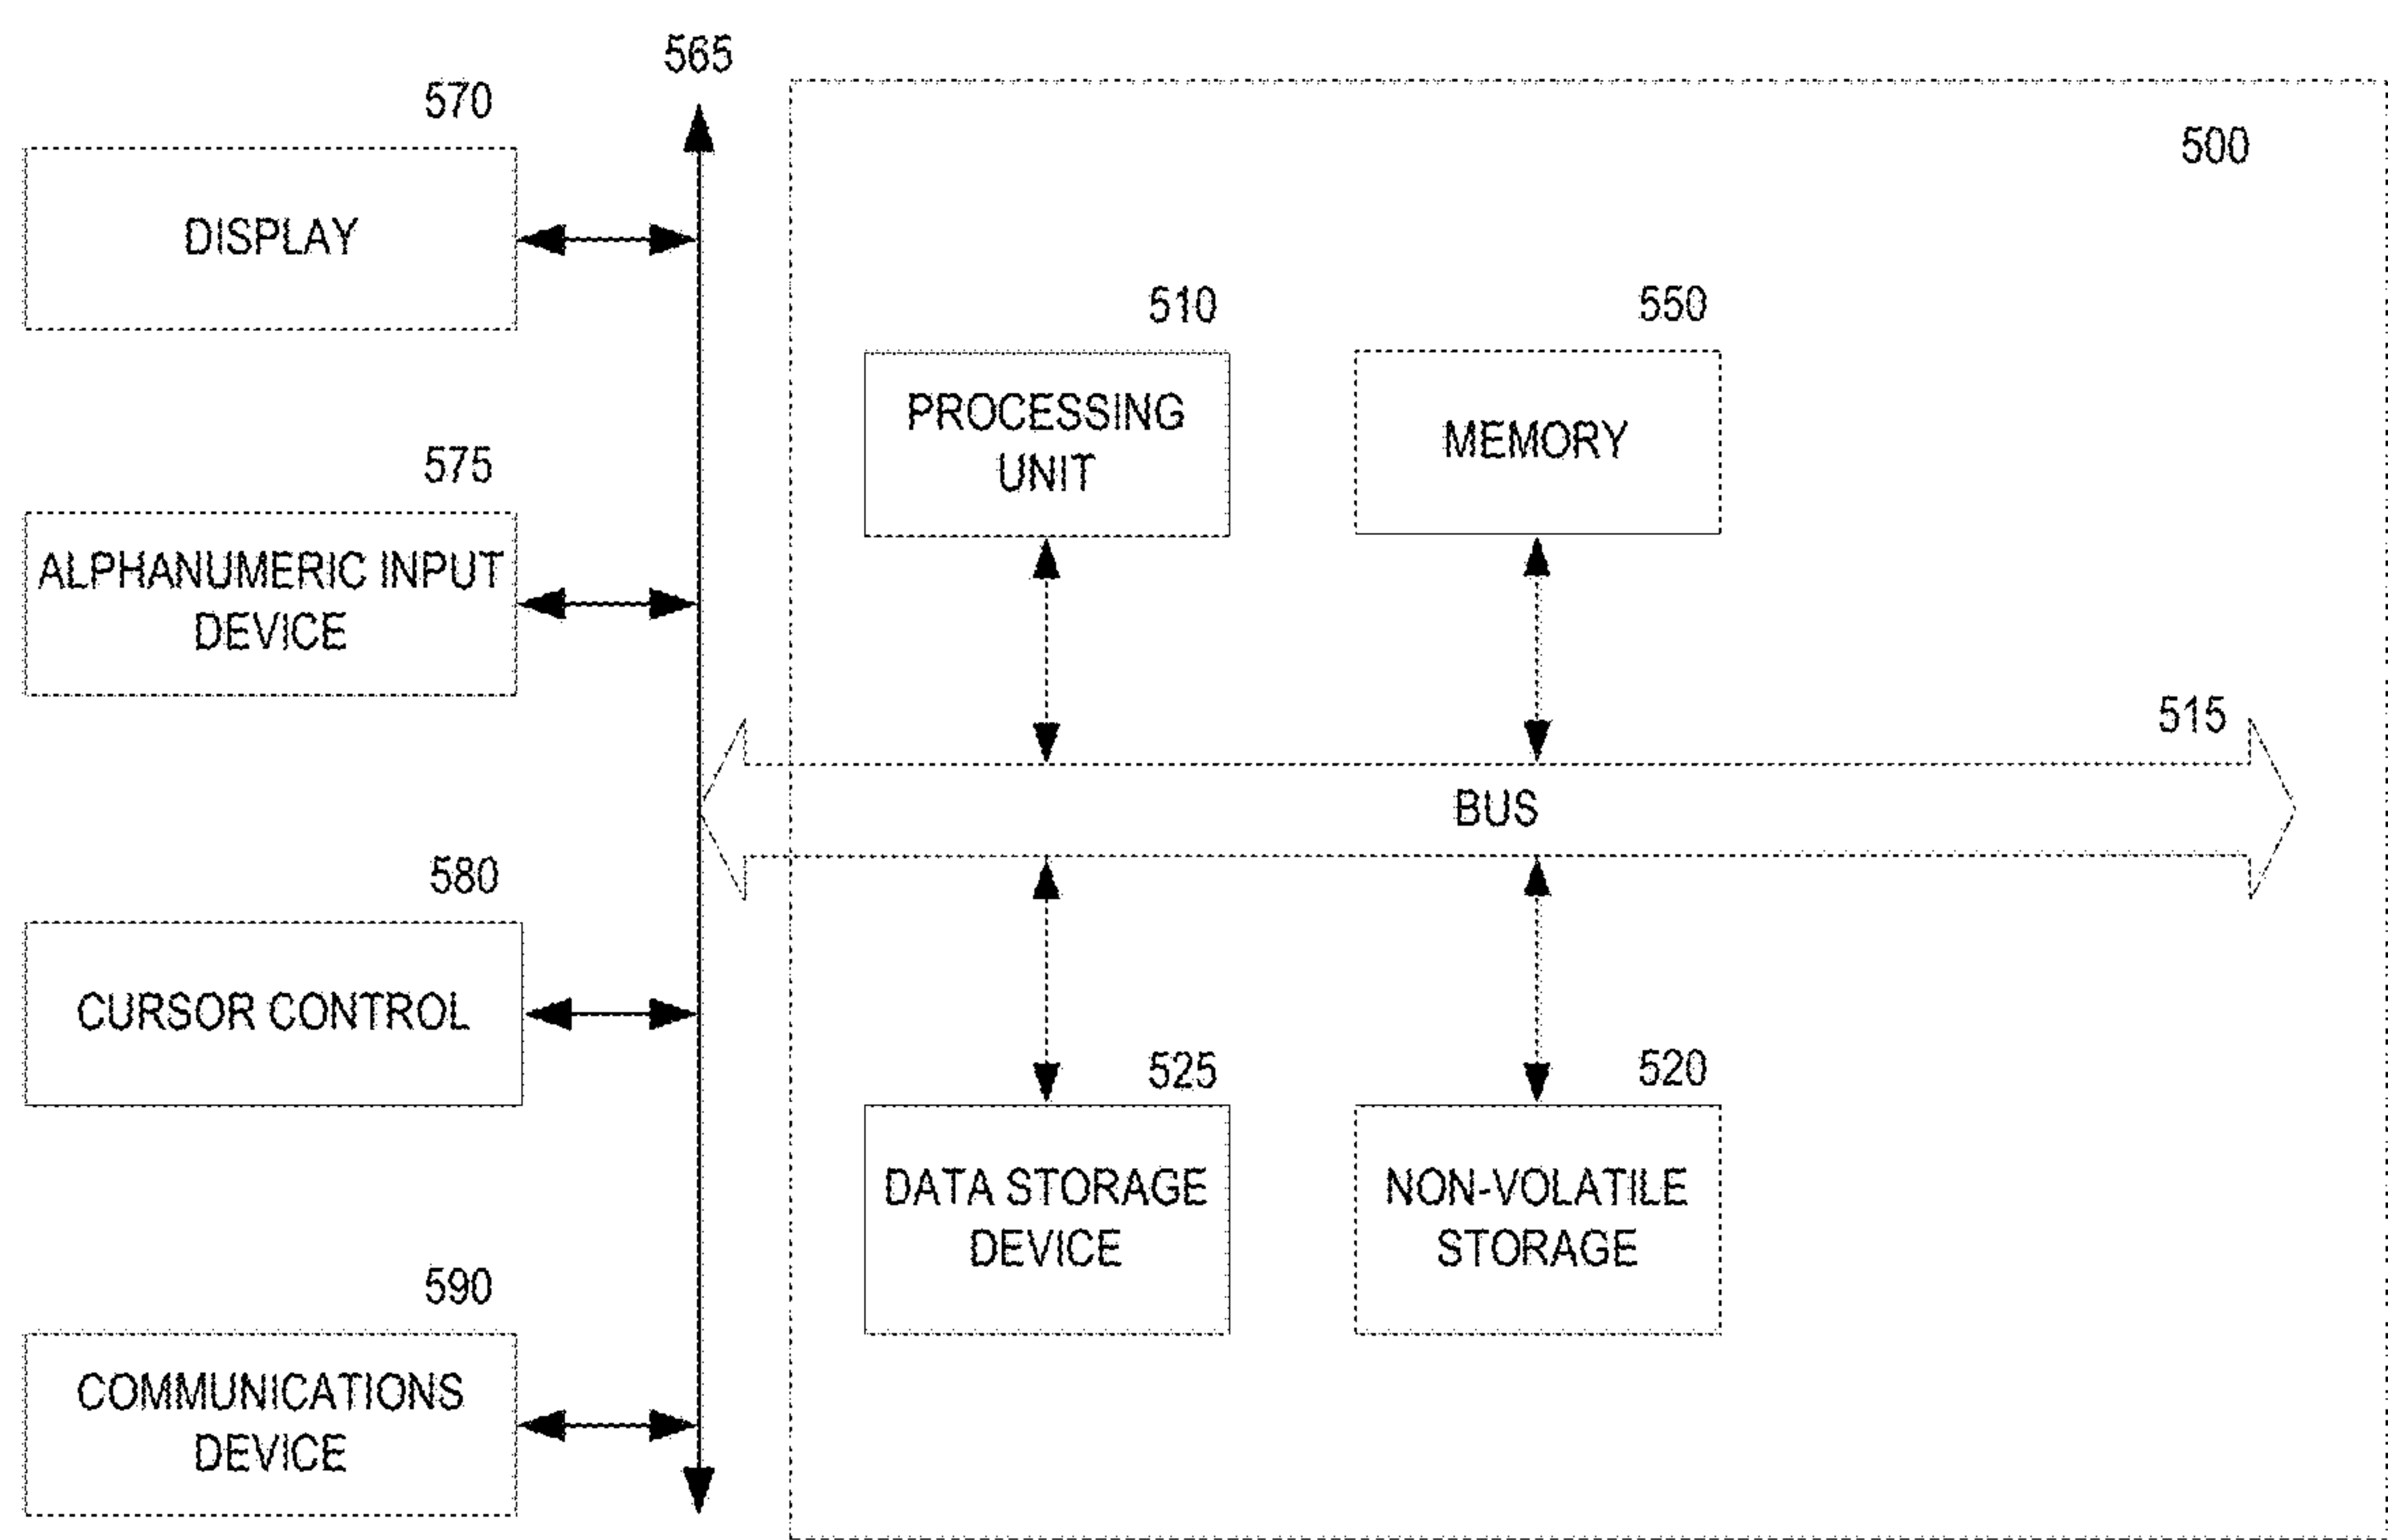 565
570
500
DISPLAY
510
550
PROCESSING
UNIT
MEMORY
575
ALPHANUMERIC INPUT
DEVICE
515
BUS
580
CURSOR CONTROL
525
520
DATA STORAGE
DEVICE
NON-VOLATILE
STORAGE
590
COMMUNICATIONS
DEVICE